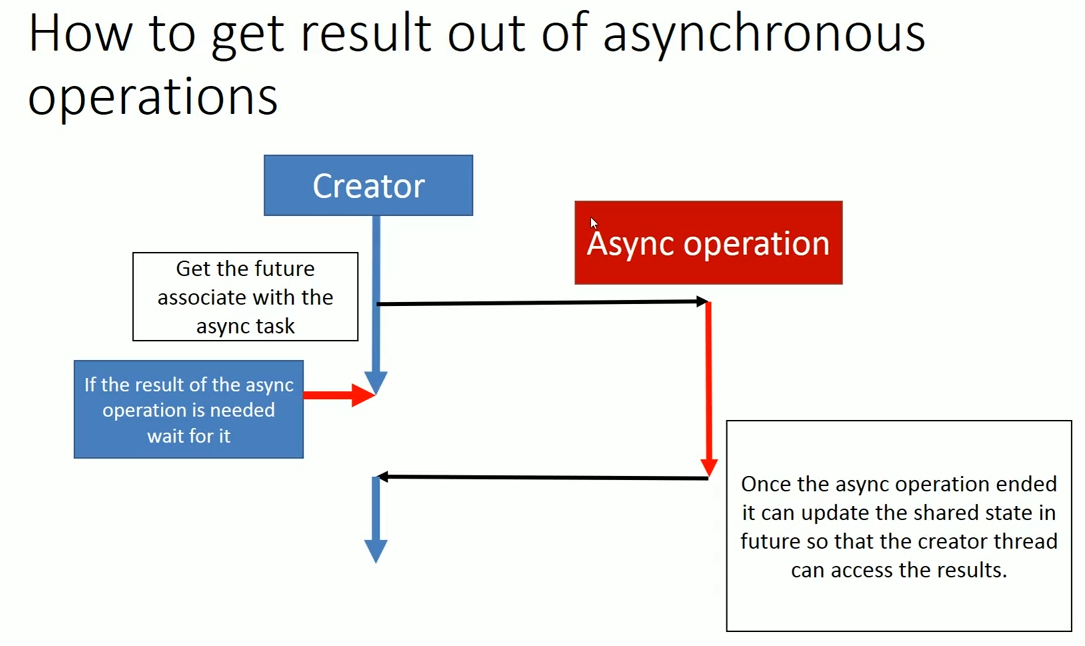 How to get result out of asynchronous
operations
Creator
Async operation
Get the future
associate with the
async task
If the result of the async
operation is needed
wait for it
Once the async operation ended
it can update the shared state in
future so that the creator thread
can access the results.